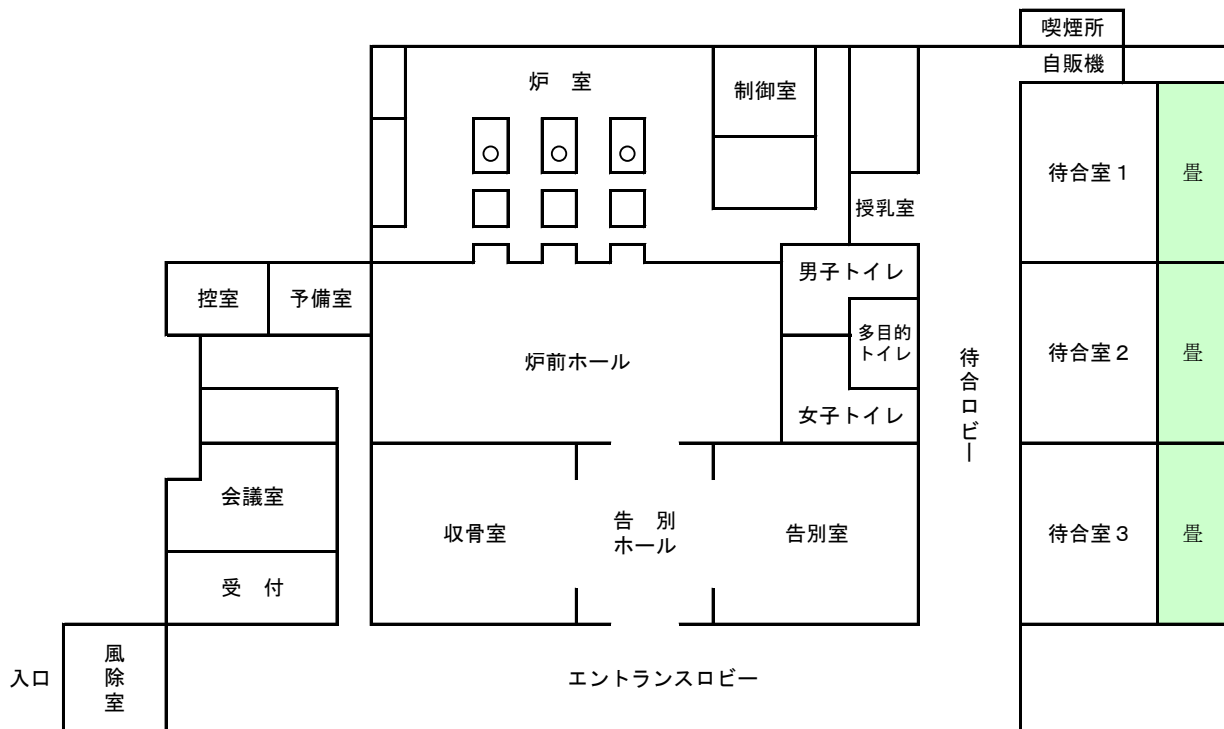 喫煙所
自販機
炉　室
制御室
待合室１
畳
授乳室
控室
予備室
男子トイレ
多目的
トイレ
炉前ホール
待合ロビー
待合室２
畳
女子トイレ
会議室
収骨室
告　別
ホール
告別室
待合室３
畳
受　付
入口
風除室
エントランスロビー